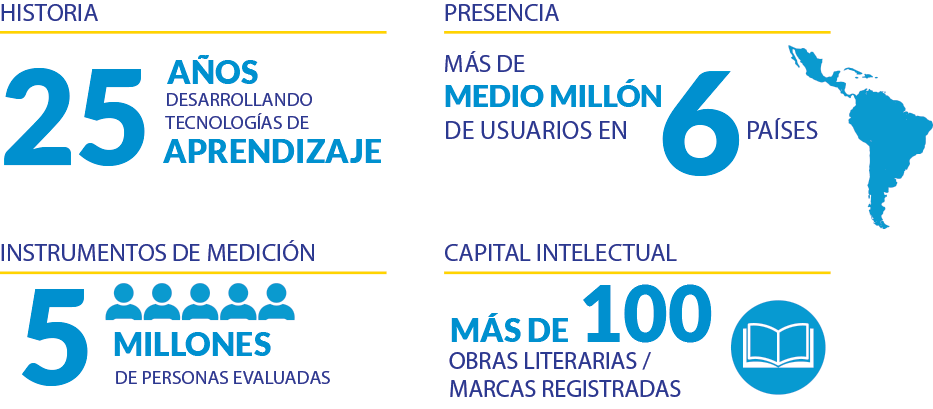 HISTORIA
25 AÑOS
DESARROLLANDO
TECNOLOGÍAS DE
APRENDIZAJE
PRESENCIA
MÁS DE
MEDIO MILLÓN
DE USUARIOS EN 6 PAÍSES
INSTRUMENTOS DE MEDICIÓN
5 MILLONES
DE PERSONAS EVALUADAS
CAPITAL INTELECTUAL
MÁS DE 100
OBRAS LITERARIAS /
MARCAS REGISTRADAS